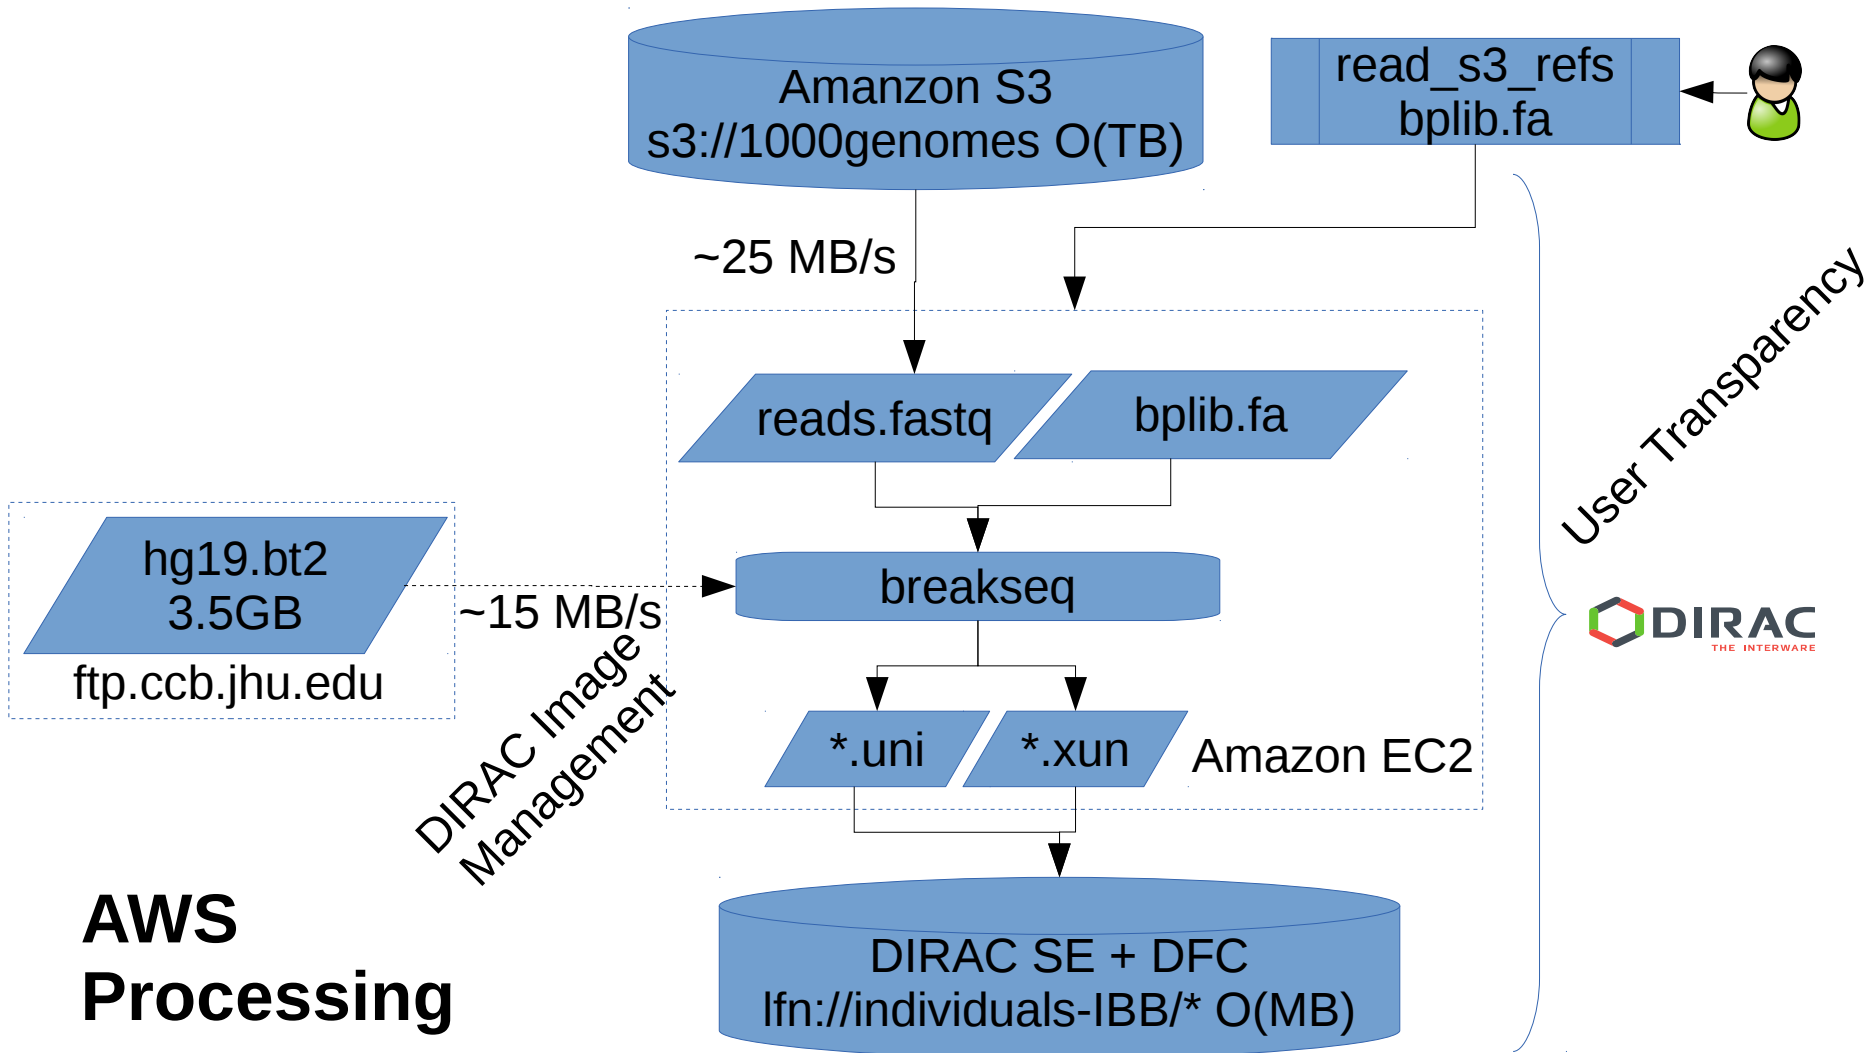 Amanzon S3
s3://1000genomes O(TB)
read_s3_refs
bplib.fa
~25 MB/s
User Transparency
reads.fastq
bplib.fa
hg19.bt2
3.5GB
ftp.ccb.jhu.edu
~15 MB/s
breakseq
DIRAC
THE INTERWARE
DIRAC Image
Management
*.uni
*.xun
Amazon EC2
AWS
Processing
DIRAC SE + DFC
lfn://individuals-IBB/* O(MB)